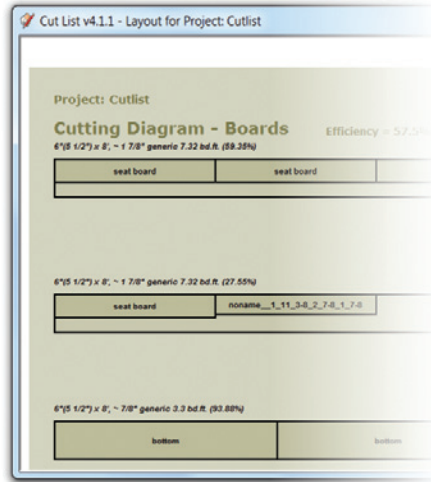 Cut List v4.1.1 - Layout for Project: Cutlist
Project: Cutlist
Cutting Diagram - Boards Efficiency = 57.5
6"(5 1/2") x 8', ~ 1 7/8" generic 7.32 bd.ft. (59.35%)
seat board seat board
6"(5 1/2") x 8', ~ 1 7/8" generic 7.32 bd.ft. (27.55%)
seat board noname__1_11_3-8_2_7-8_1_7-8
6"(5 1/2") x 8', ~ 7/8" generic 3.3 bd.ft. (93.88%)
bottom bottom